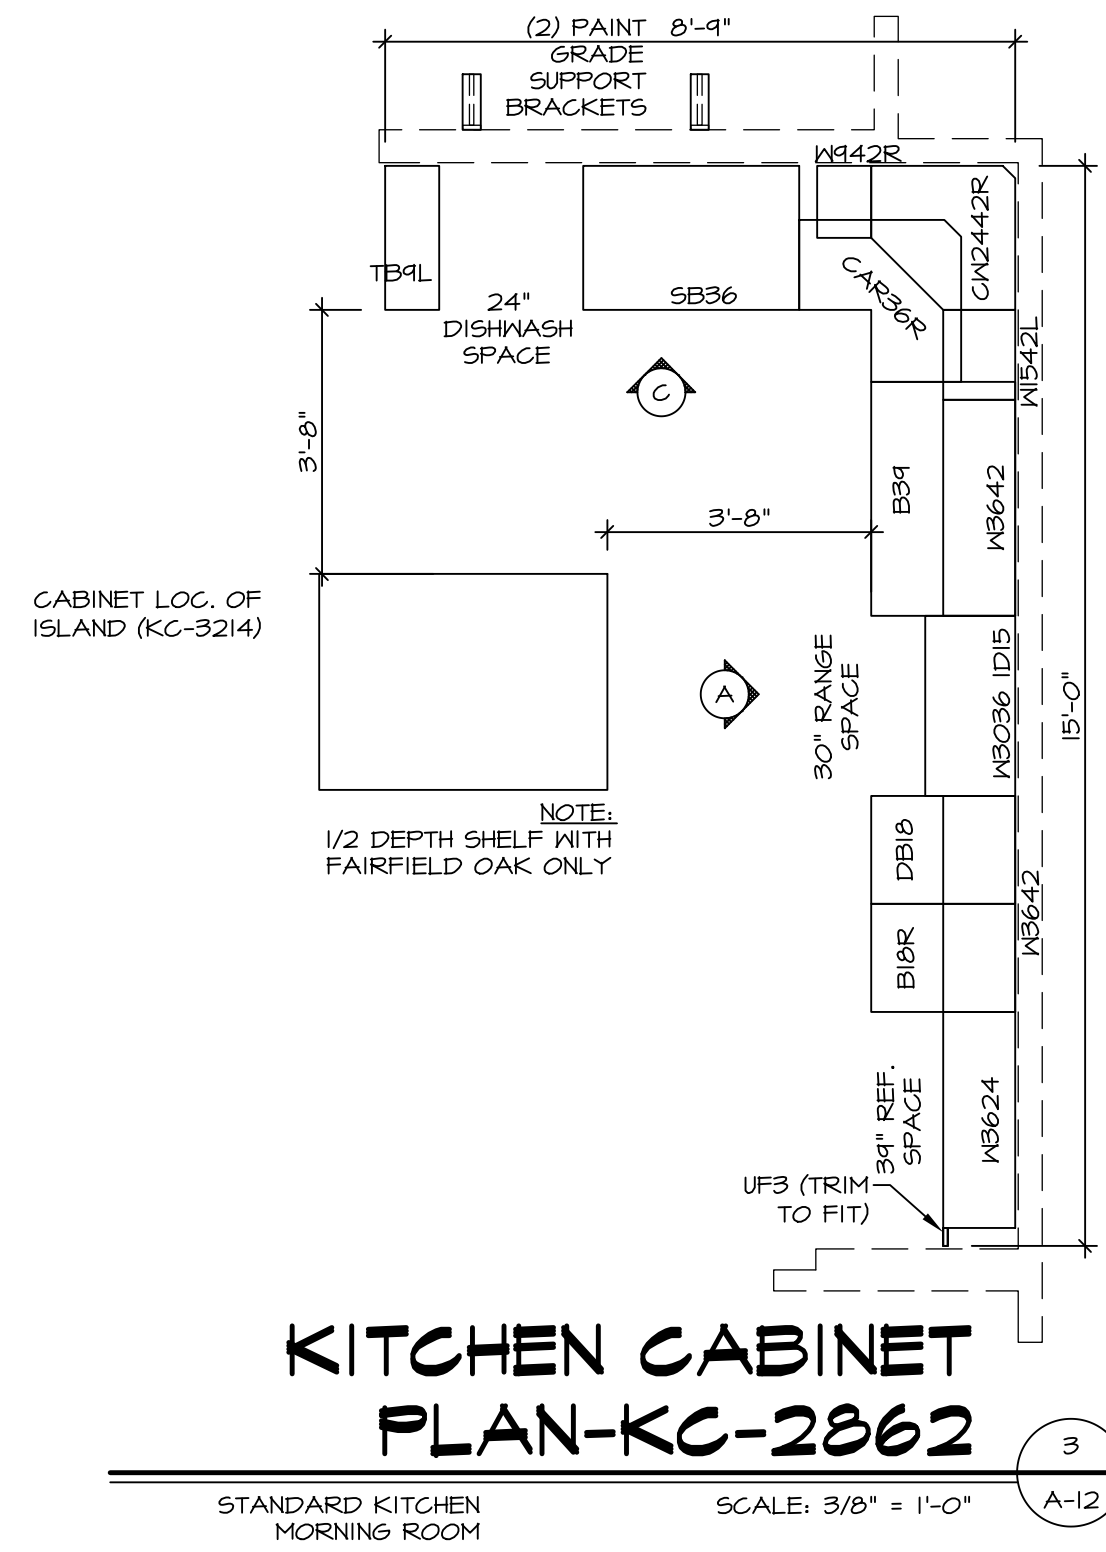 (2) PAINT 8'-9"
GRADE
SUPPORT
BRACKETS
W942R
CW2442R
TB9L
24"
DISHWASH
SPACE
SB36
CAR36R
W1542L
C
3'-8"
B39
W3642
3'-8"
CABINET LOC. OF
ISLAND (KC-3214)
A
30" RANGE
SPACE
W3036 1D15
15'-0"
NOTE:
1/2 DEPTH SHELF WITH
FAIRFIELD OAK ONLY
DB18
W3642
B18R
39" REF.
SPACE
W3624
UF3 (TRIM
TO FIT)
KITCHEN CABINET
PLAN-KC-2862
3
A-12
STANDARD KITCHEN
MORNING ROOM
SCALE: 3/8" = 1'-0"